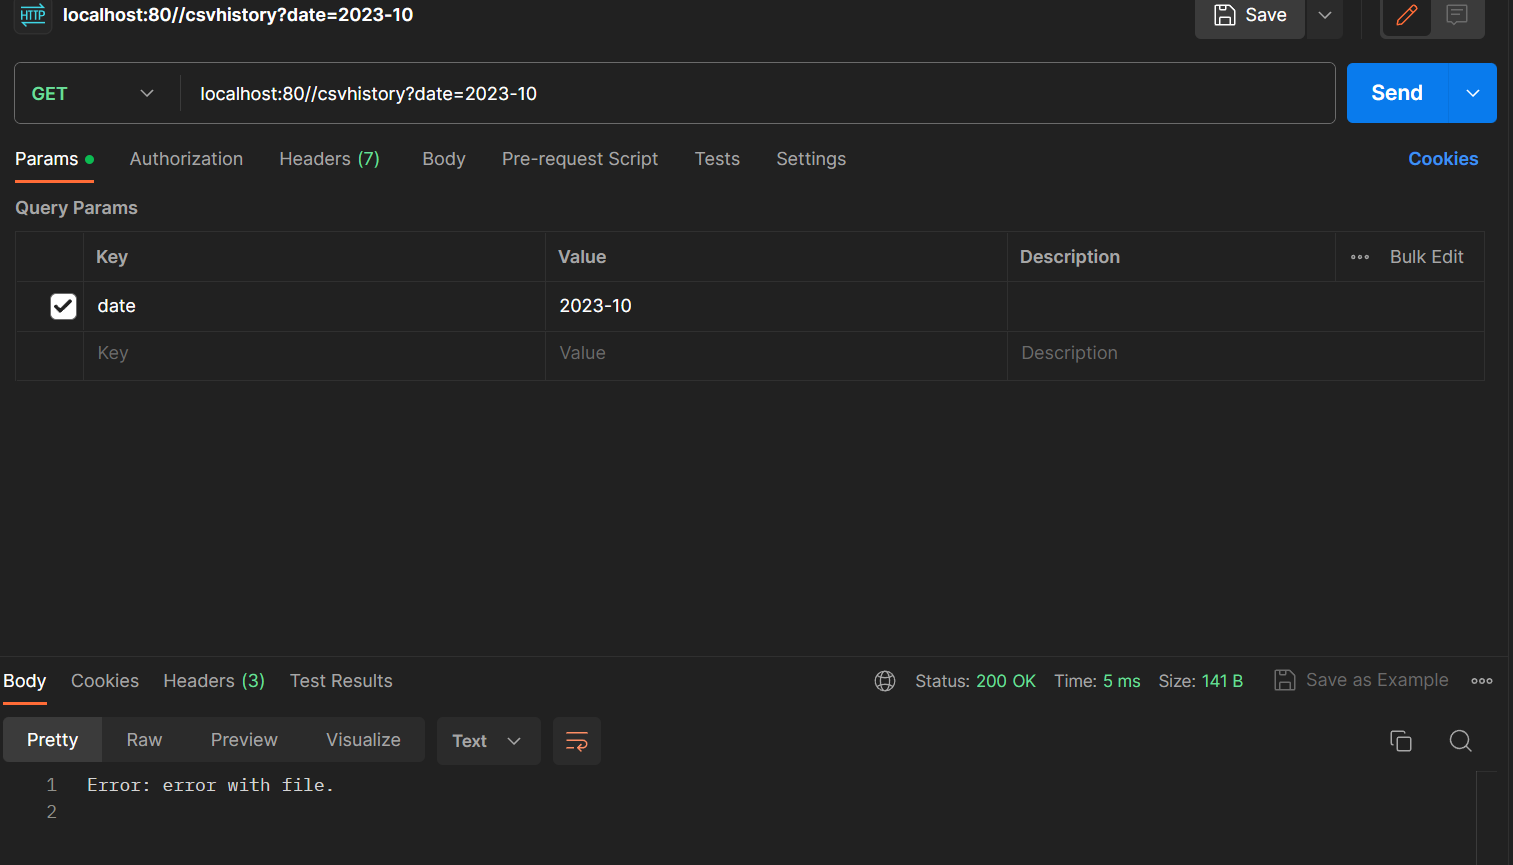 HTTP localhost:80//csvhistory?date=2023-10 Save
GET localhost:80//csvhistory?date=2023-10 Send
Params Authorization Headers (7) Body Pre-request Script Tests Settings Cookies
Query Params
Key Value Description Bulk Edit
date 2023-10
Key Value Description
Body Cookies Headers (3) Test Results Status: 200 OK Time: 5 ms Size: 141 B Save as Example
Pretty Raw Preview Visualize Text
1 Error: error with file.
2